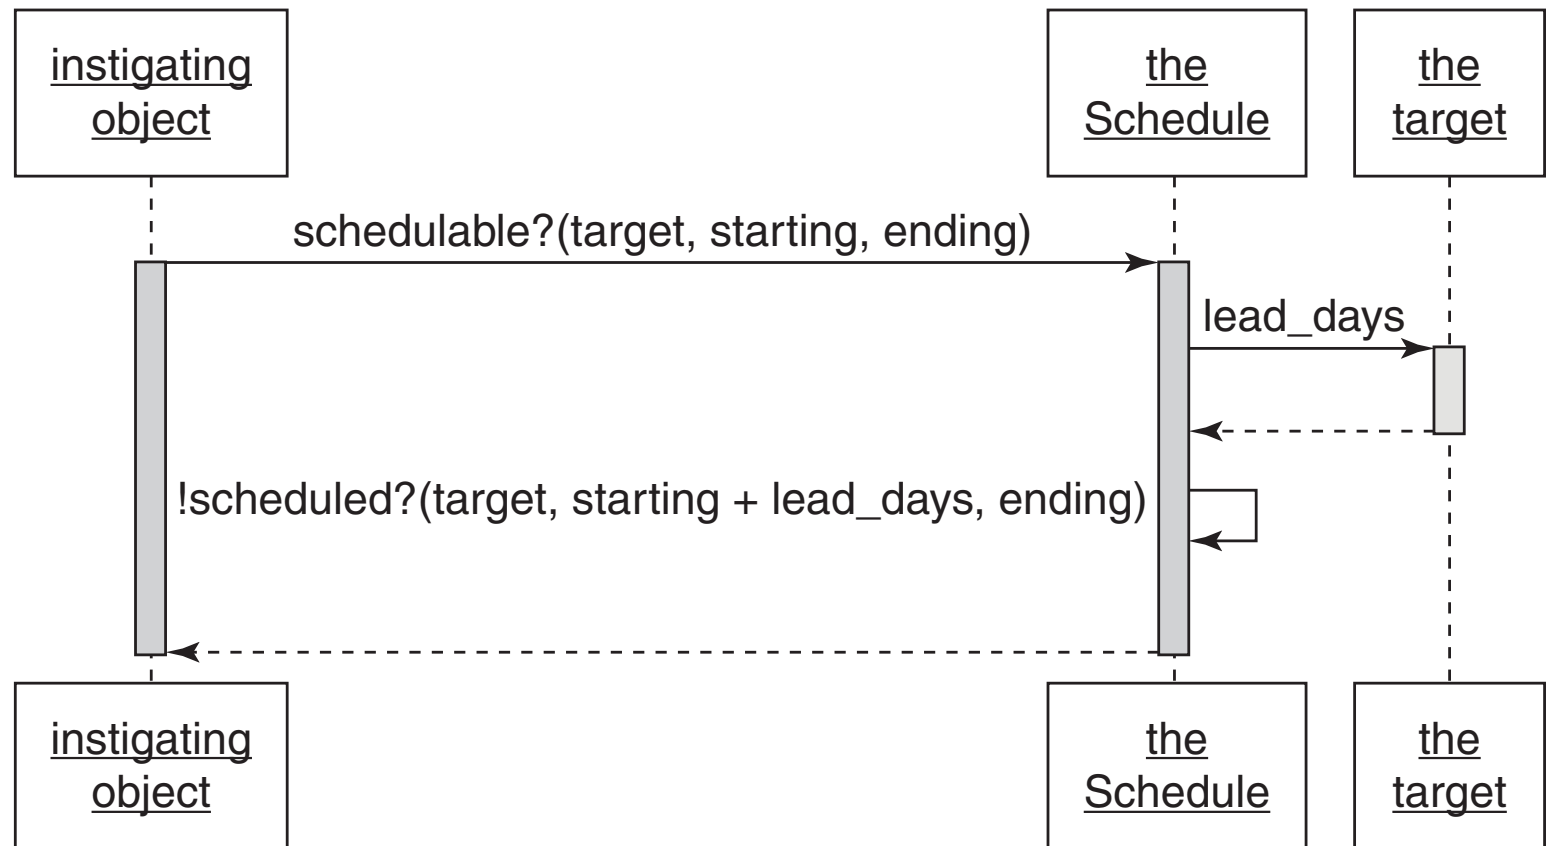 instigating
object
the
Schedule
the
target
schedulable?(target, starting, ending)
lead_days
!scheduled?(target, starting + lead_days, ending)
instigating
object
the
Schedule
the
target